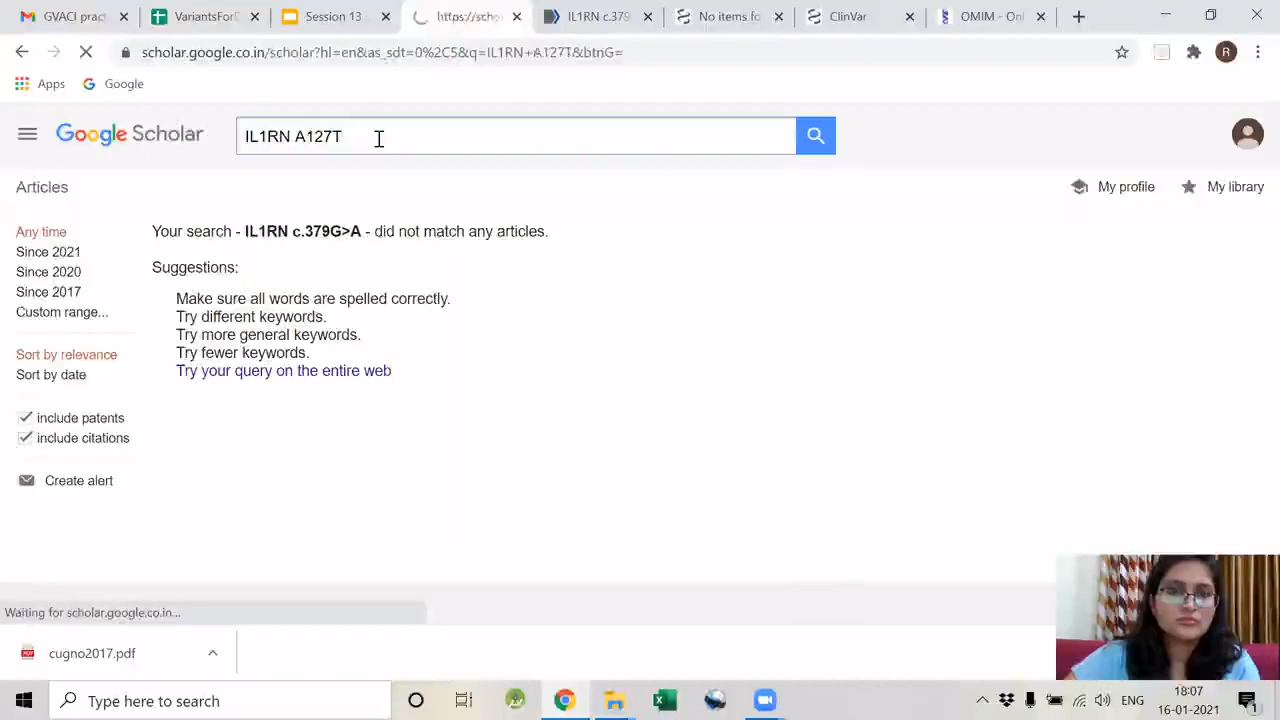 GVACI pract
VariantsForD
Session 13
https://scho
IL1RN c.379
No items fo
ClinVar
OMIM - Onl
scholar.google.co.in/scholar?hl=en&as_sdt=0%2C5&q=IL1RN+A127T&btnG=
R
Apps
Google
Google Scholar
IL1RN A127T
Articles
My profile
My library
Any time
Since 2021
Since 2020
Since 2017
Custom range...
Sort by relevance
Sort by date
include patents
include citations
Create alert
Your search - IL1RN c.379G>A - did not match any articles.
Suggestions:
Make sure all words are spelled correctly.
Try different keywords.
Try more general keywords.
Try fewer keywords.
Try your query on the entire web
Waiting for scholar.google.co.in...
cugno2017.pdf
Type here to search
ENG
18:07
16-01-2021